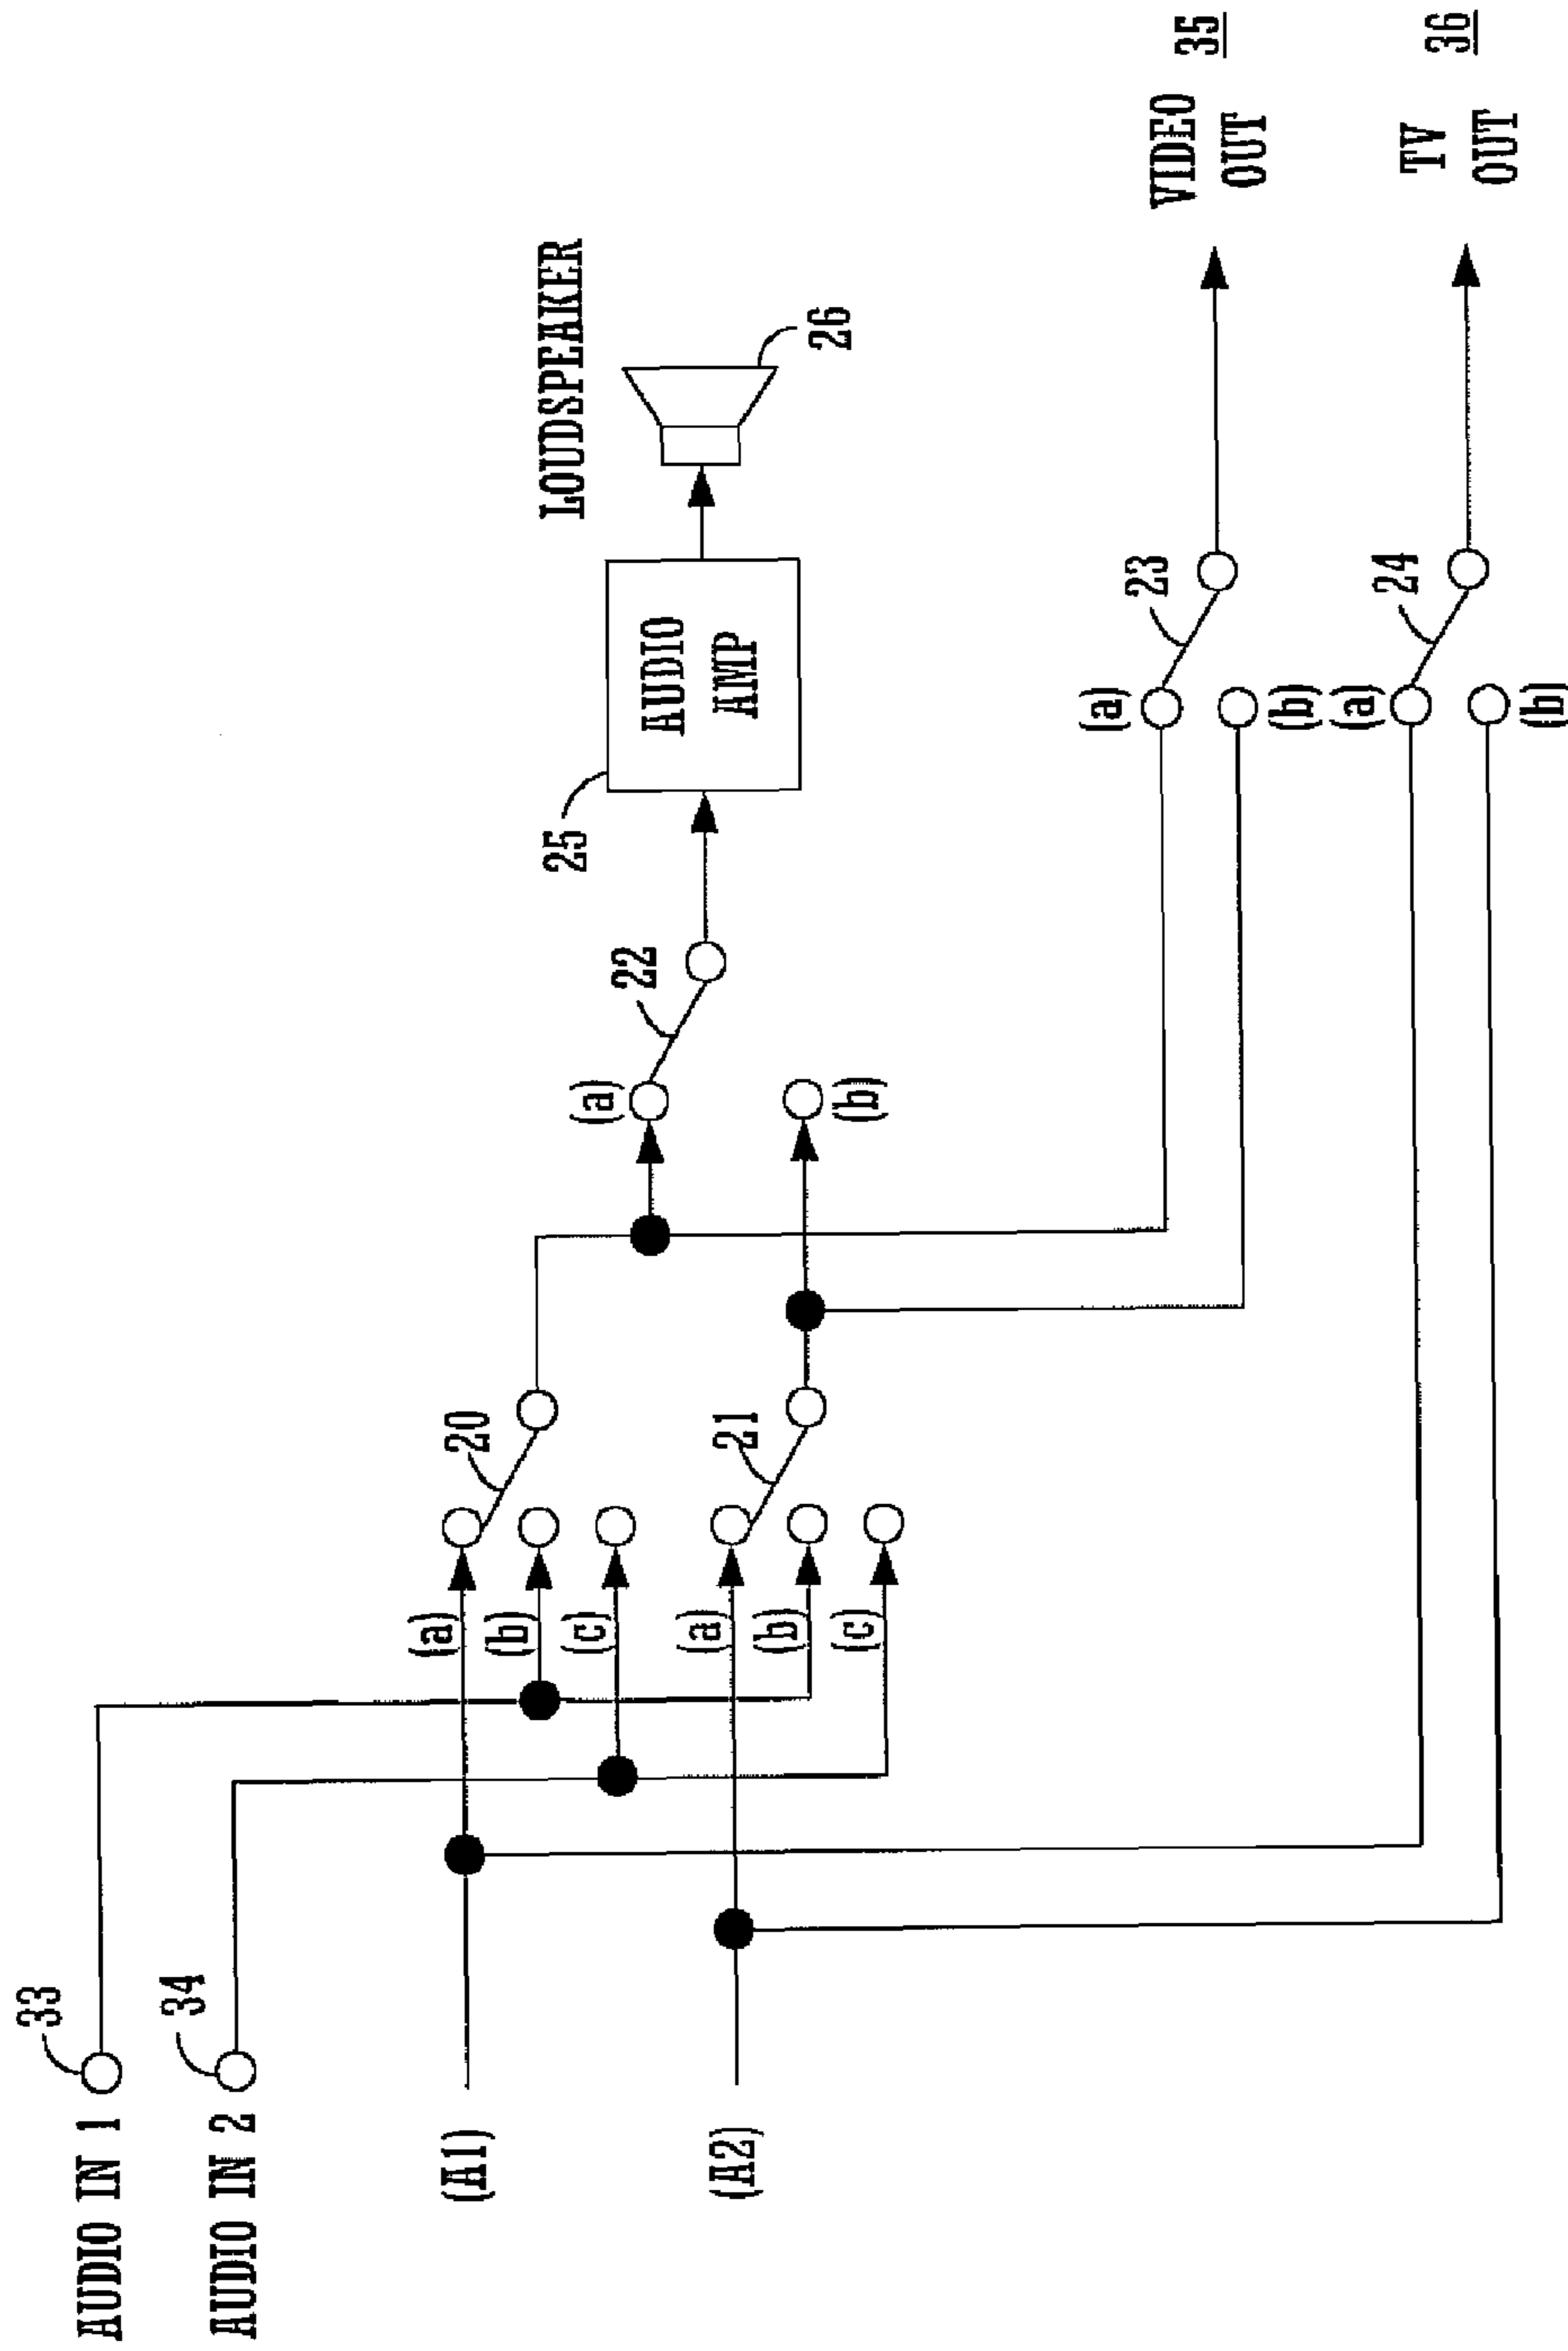 AUDIO IN 1
33
AUDIO IN 2
34
(A1)
(A2)
(a)
(b)
(c)
20
(a)
(b)
(c)
21
(a)
22
(b)
25
AUDIO
AMP
LOUDSPEAKER
26
(a)
23
(b)
VIDEO 35
OUT
(a)
24
(b)
TV 36
OUT